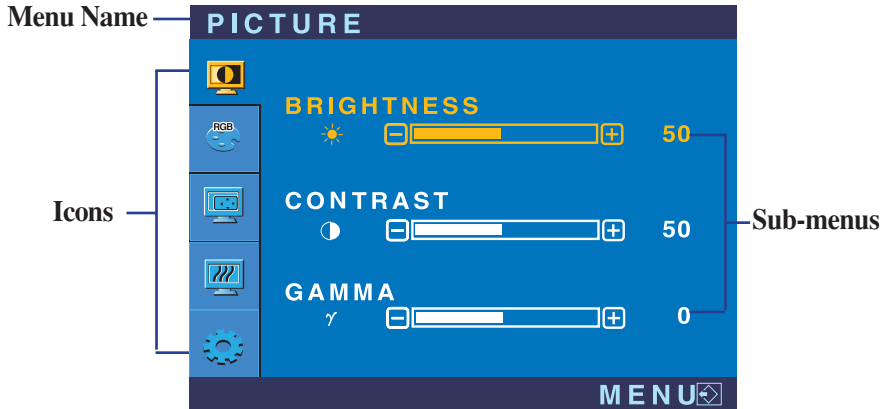 Menu Name
PICTURE
BRIGHTNESS
RGB
50
Icons
CONTRAST
50
Sub-menus
GAMMA
γ
0
MENU